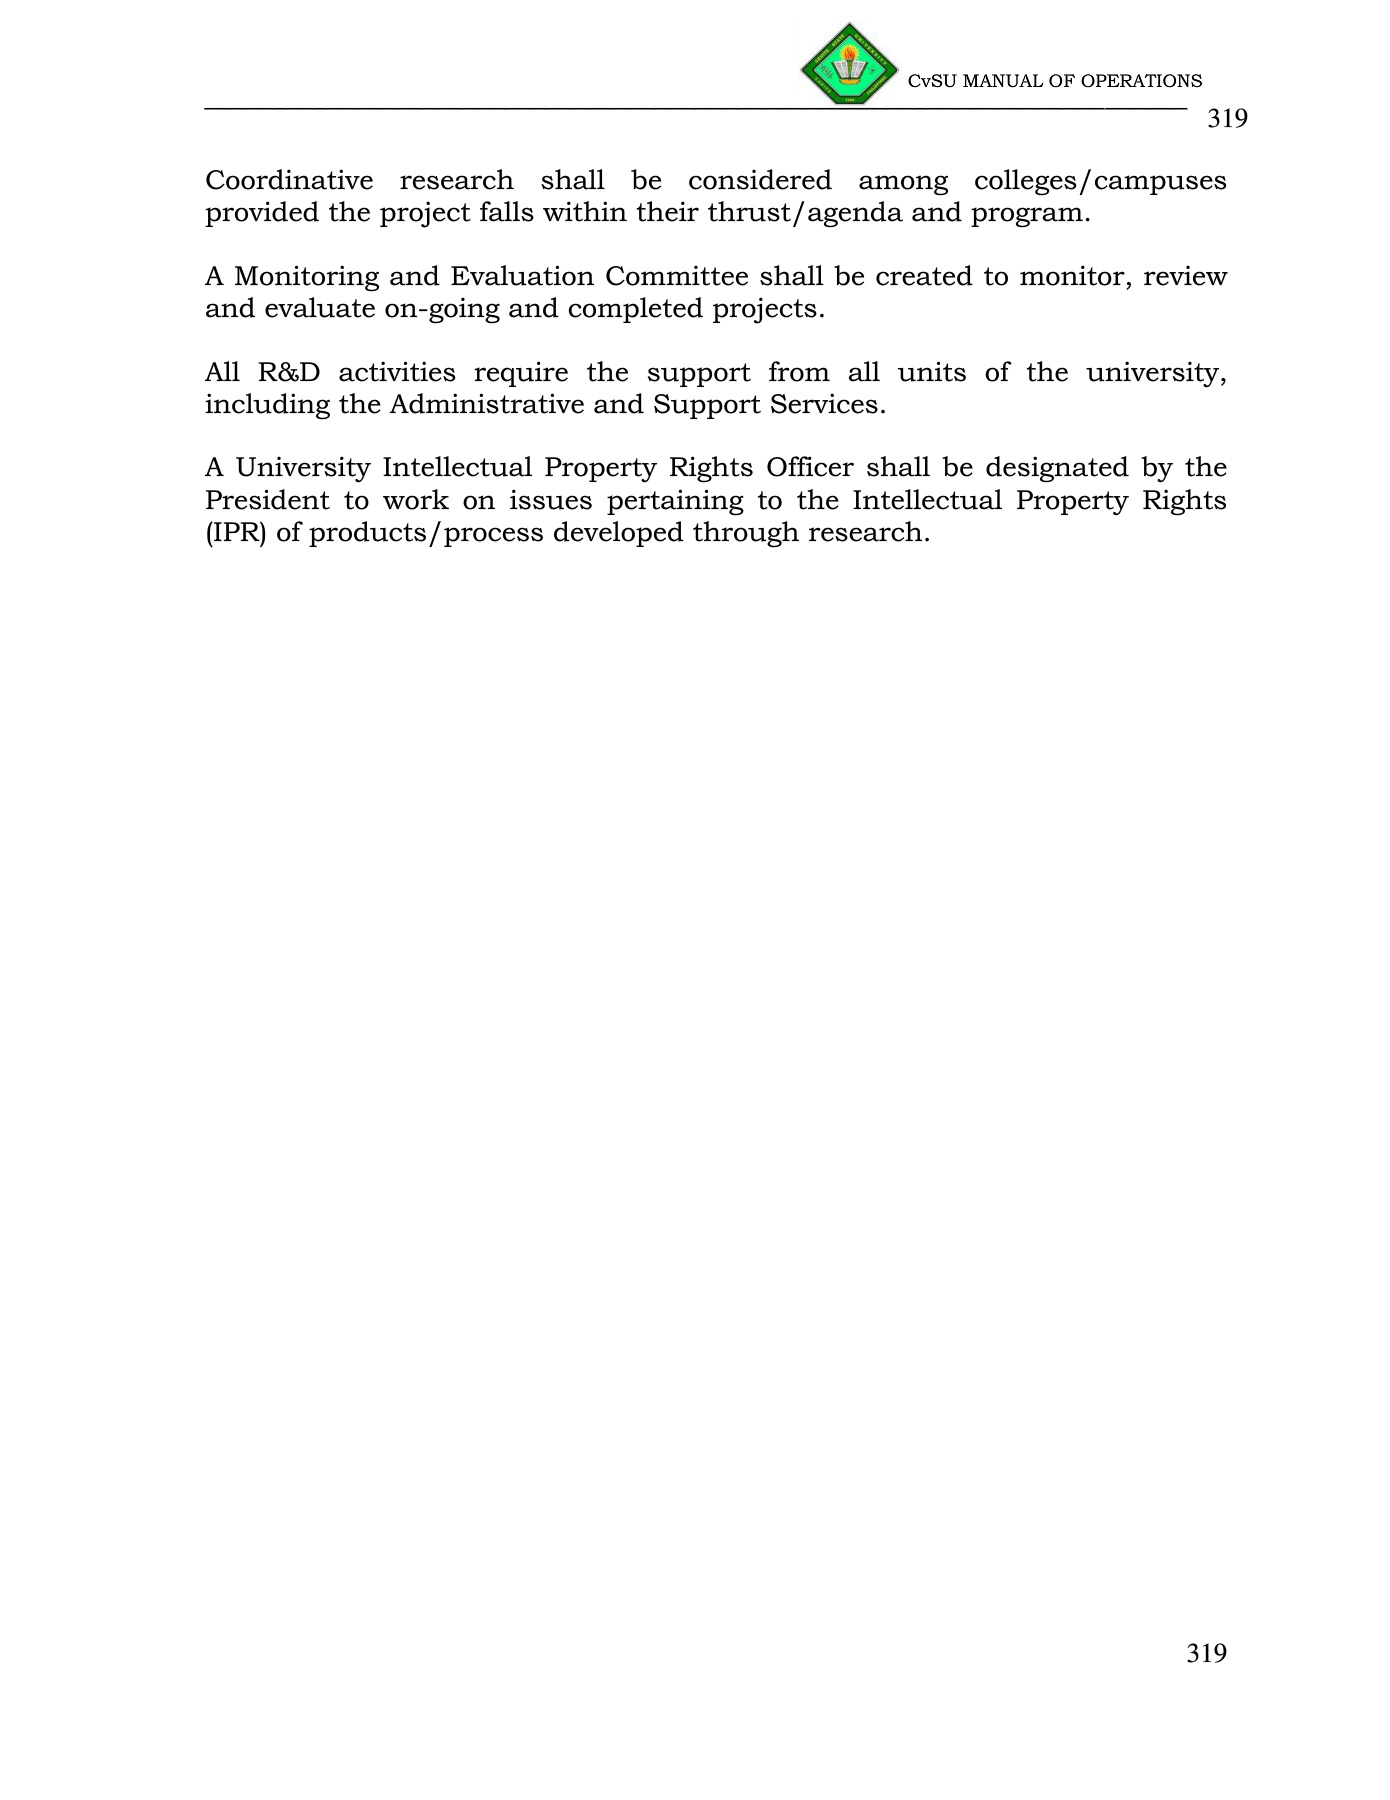 CvSU MANUAL OF OPERATIONS
319
Coordinative research shall be considered among colleges/campuses
provided the project falls within their thrust/agenda and program.
A Monitoring and Evaluation Committee shall be created to monitor, review
and evaluate on-going and completed projects.
All R&D activities require the support from all units of the university,
including the Administrative and Support Services.
A University Intellectual Property Rights Officer shall be designated by the
President to work on issues pertaining to the Intellectual Property Rights
(IPR) of products/process developed through research.
319